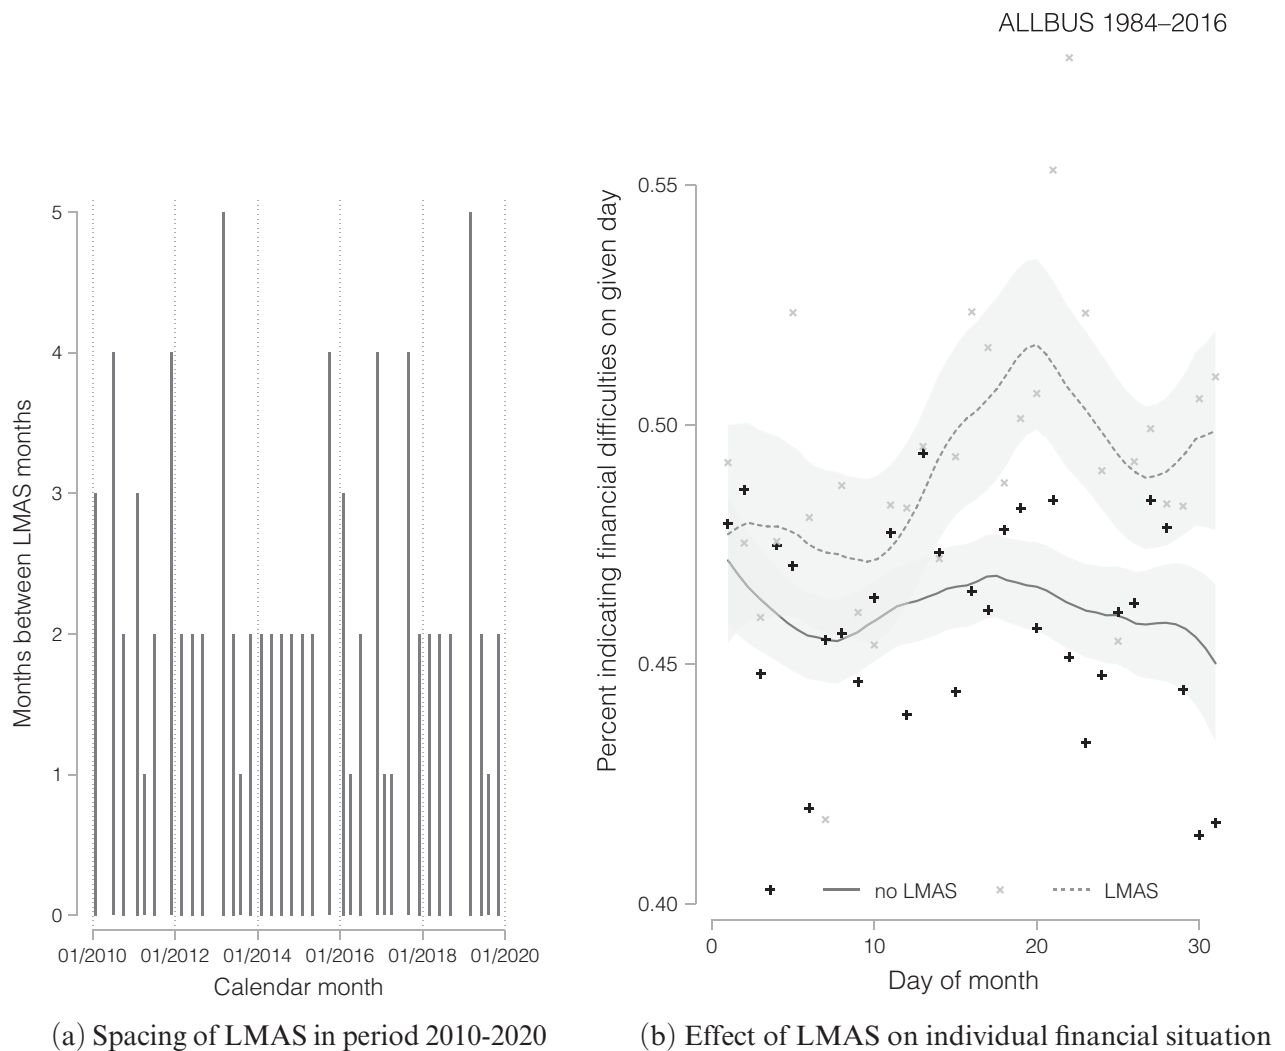 ALLBUS 1984–2016
Months between LMAS months
5
4
3
2
1
0
01/2010 01/2012 01/2014 01/2016 01/2018 01/2020
Calendar month
(a) Spacing of LMAS in period 2010-2020
Percent indicating financial difficulties on given day
0.55
0.50
0.45
0.40
no LMAS LMAS
0 10 20 30
Day of month
(b) Effect of LMAS on individual financial situation